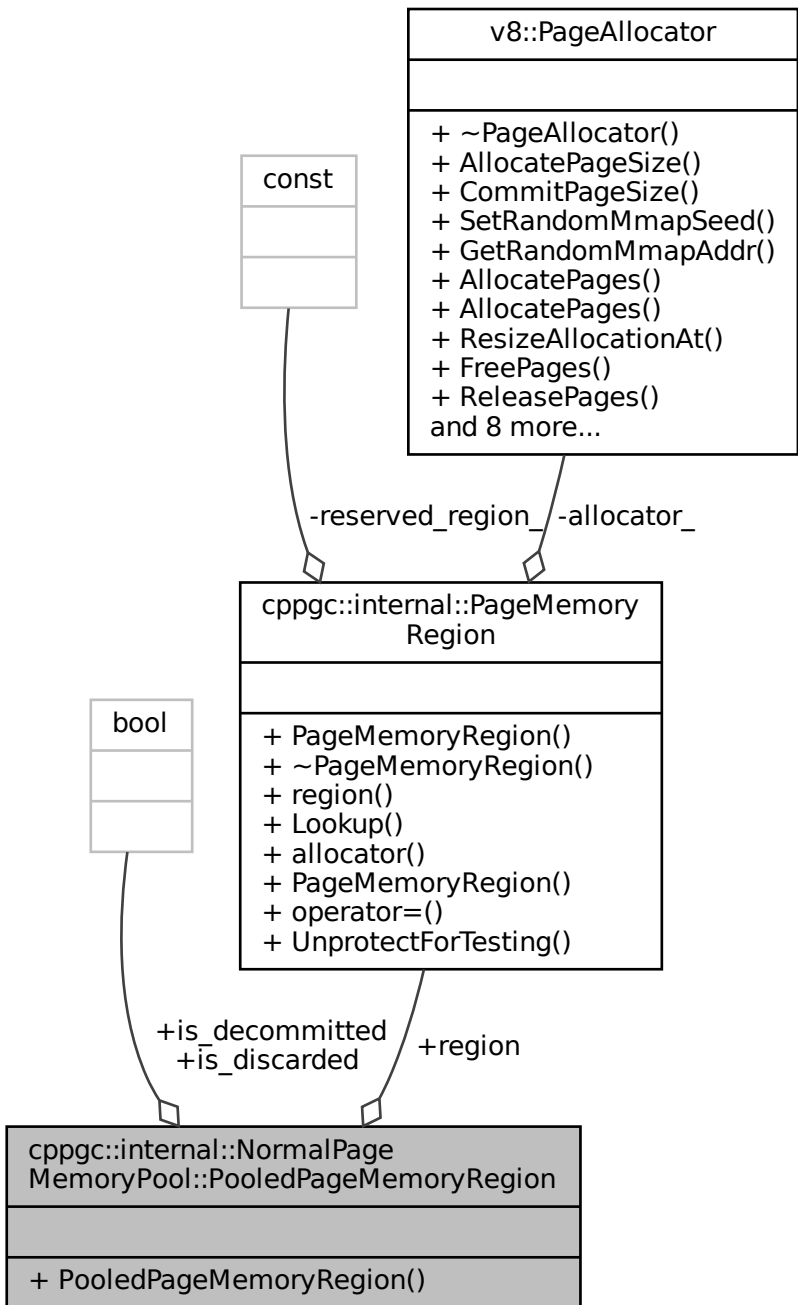 v8::PageAllocator
+ ~PageAllocator()
+ AllocatePageSize()
+ CommitPageSize()
+ SetRandomMmapSeed()
+ GetRandomMmapAddr()
+ AllocatePages()
+ AllocatePages()
+ ResizeAllocationAt()
+ FreePages()
+ ReleasePages()
and 8 more...
const
-reserved_region_
-allocator_
cppgc::internal::PageMemory
Region
+ PageMemoryRegion()
+ ~PageMemoryRegion()
+ region()
+ Lookup()
+ allocator()
+ PageMemoryRegion()
+ operator=()
+ UnprotectForTesting()
bool
+is_decommitted
+is_discarded
+region
cppgc::internal::NormalPage
MemoryPool::PooledPageMemoryRegion
+ PooledPageMemoryRegion()